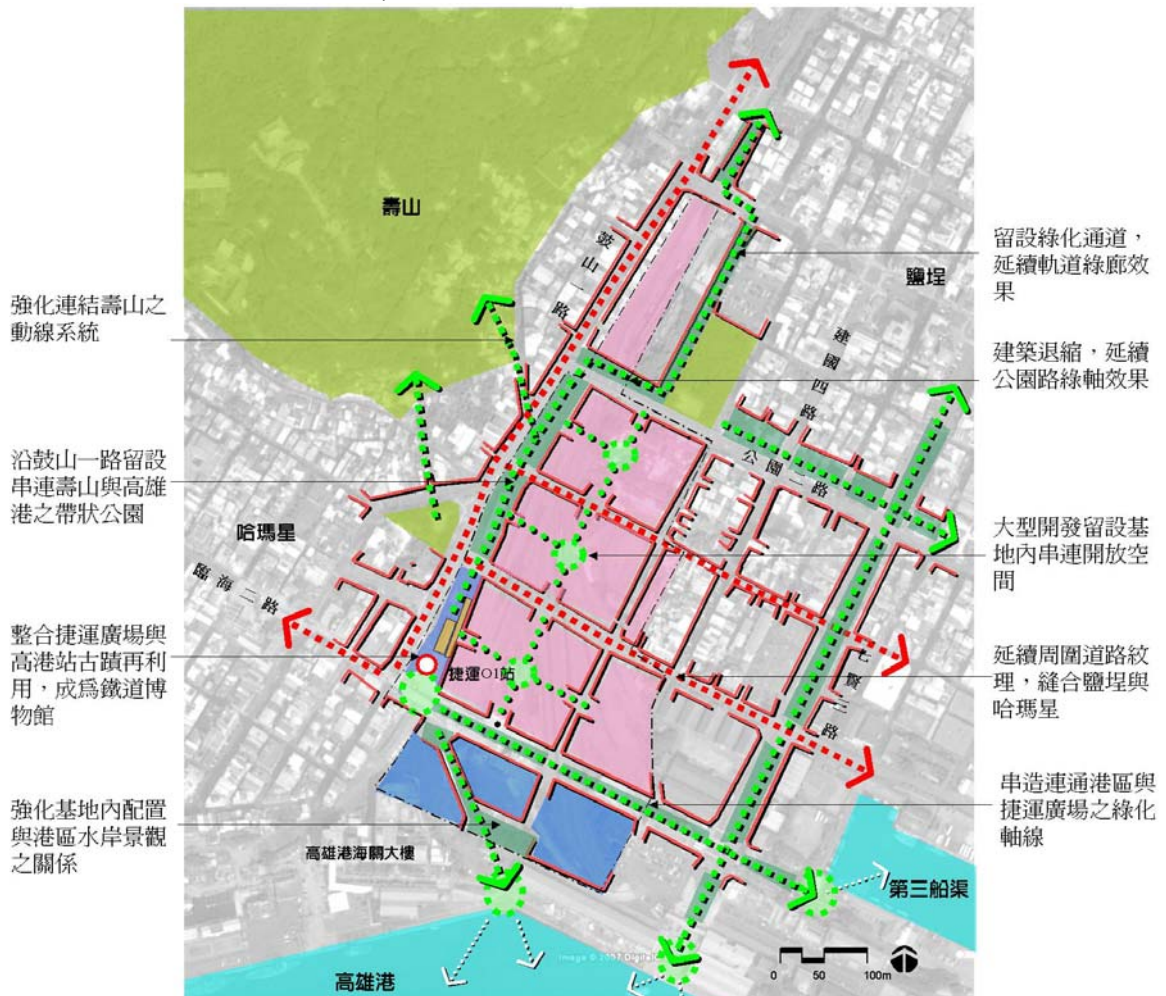 壽山
鼓山一路
鹽埕
建國四路
公園二路
七賢三路
哈瑪星
臨海二路
捷運O1站
高雄港海關大樓
第三船渠
高雄港
強化連結壽山之
動線系統
沿鼓山一路留設
串連壽山與高雄
港之帶狀公園
整合捷運廣場與
高港站古蹟再利
用，成為鐵道博
物館
強化基地內配置
與港區水岸景觀
之關係
留設綠化通道，
延續軌道綠廊效
果
建築退縮，延續
公園路綠軸效果
大型開發留設基
地內串連開放空
間
延續周圍道路紋
理，縫合鹽埕與
哈瑪星
串造連通港區與
捷運廣場之綠化
軸線
Image © 2007 Digital
0 50 100m